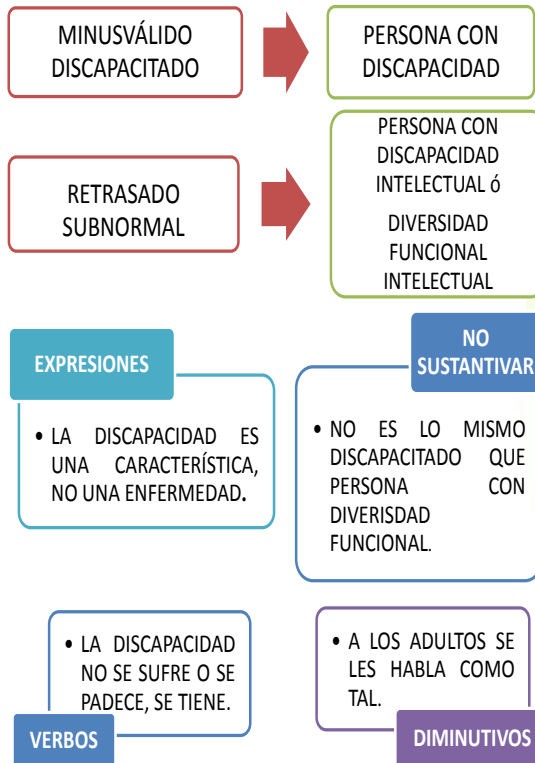 MINUSVÁLIDO
DISCAPACITADO
PERSONA CON
DISCAPACIDAD
RETRASADO
SUBNORMAL
PERSONA CON
DISCAPACIDAD
INTELECTUAL ó
DIVERSIDAD
FUNCIONAL
INTELECTUAL
EXPRESIONES
• LA DISCAPACIDAD ES
UNA CARACTERÍSTICA,
NO UNA ENFERMEDAD.
NO
SUSTANTIVAR
• NO ES LO MISMO
DISCAPACITADO QUE
PERSONA CON
DIVERISDAD
FUNCIONAL.
• LA DISCAPACIDAD
NO SE SUFRE O SE
PADECE, SE TIENE.
VERBOS
• A LOS ADULTOS SE
LES HABLA COMO
TAL.
DIMINUTIVOS